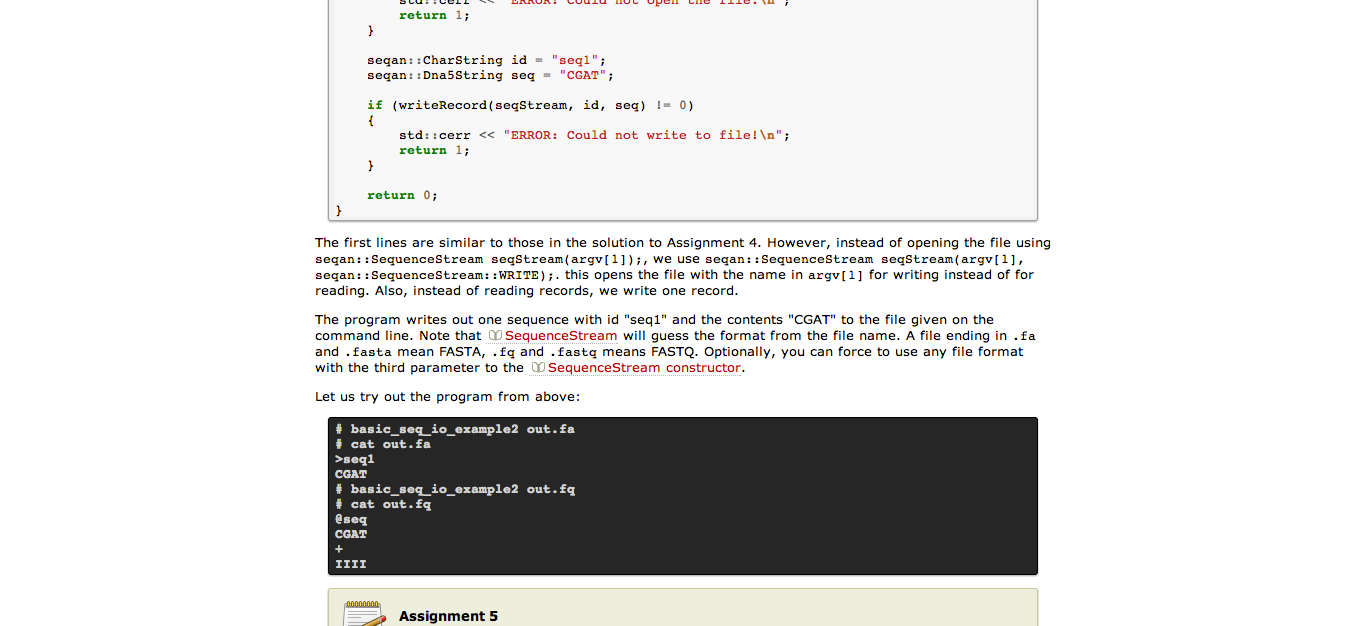 std::cerr << "ERROR: Could not open the file.\n";
return 1;
}
seqan::CharString id = "seq1";
seqan::Dna5String seq = "CGAT";
if (writeRecord(seqStream, id, seq) != 0)
{
std::cerr << "ERROR: Could not write to file!\n";
return 1;
}
return 0;
}
The first lines are similar to those in the solution to Assignment 4. However, instead of opening the file using
seqan::SequenceStream seqStream(argv[1]);, we use seqan::SequenceStream seqStream(argv[1],
seqan::SequenceStream::WRITE);. this opens the file with the name in argv[1] for writing instead of for
reading. Also, instead of reading records, we write one record.
The program writes out one sequence with id "seq1" and the contents "CGAT" to the file given on the
command line. Note that SequenceStream will guess the format from the file name. A file ending in .fa
and .fasta mean FASTA, .fq and .fastq means FASTQ. Optionally, you can force to use any file format
with the third parameter to the SequenceStream constructor.
Let us try out the program from above:
# basic_seq_io_example2 out.fa
# cat out.fa
>seq1
CGAT
# basic_seq_io_example2 out.fq
# cat out.fq
@seq
CGAT
+
IIII
Assignment 5